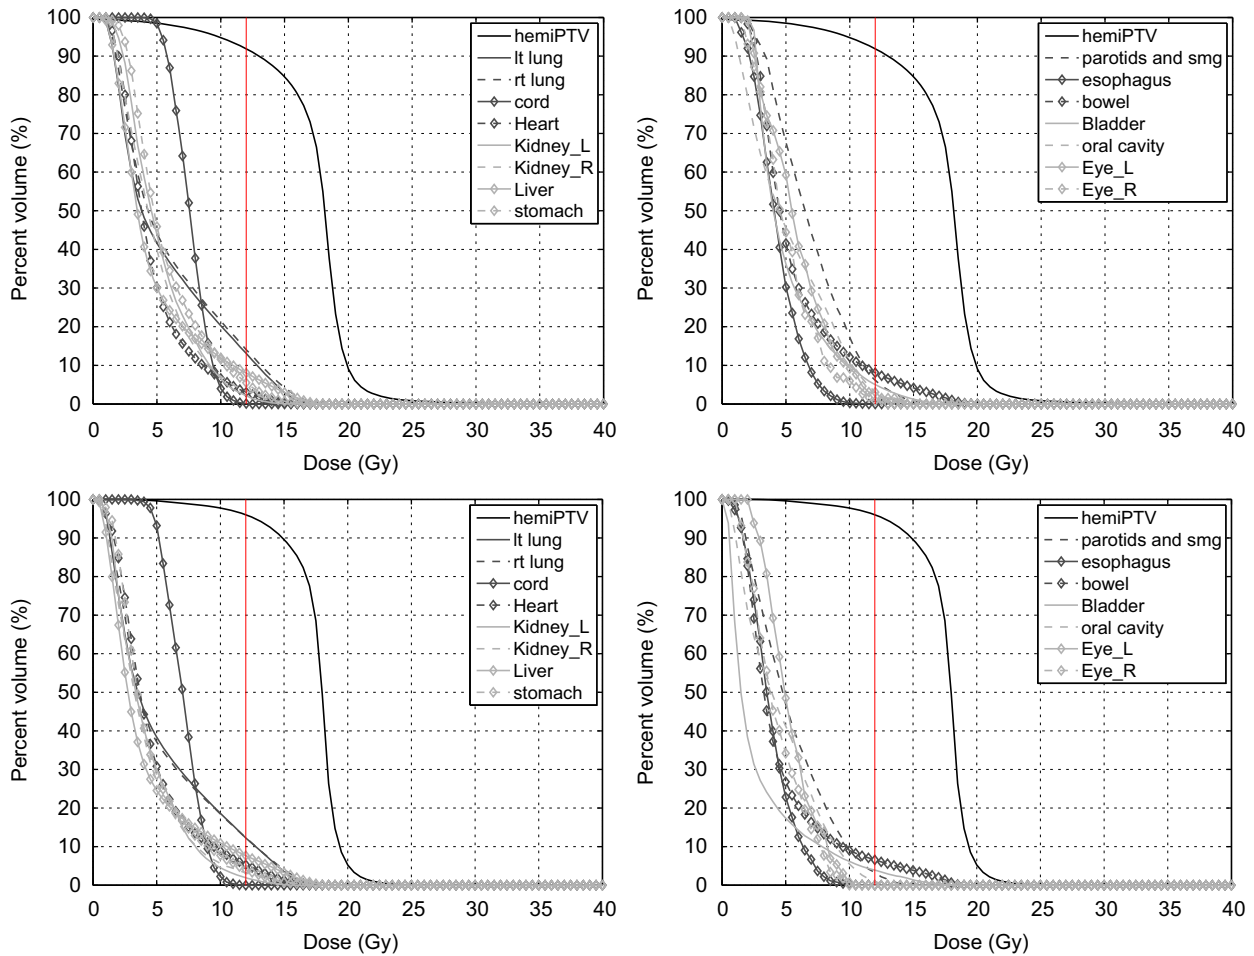 100
90
80
70
60
50
40
30
20
10
0
Percent volume (%)
hemiPTV
lt lung
rt lung
cord
Heart
Kidney_L
Kidney_R
Liver
stomach
0 5 10 15 20 25 30 35 40
Dose (Gy)
100
90
80
70
60
50
40
30
20
10
0
Percent volume (%)
hemiPTV
parotids and smg
esophagus
bowel
Bladder
oral cavity
Eye_L
Eye_R
0 5 10 15 20 25 30 35 40
Dose (Gy)
100
90
80
70
60
50
40
30
20
10
0
Percent volume (%)
hemiPTV
lt lung
rt lung
cord
Heart
Kidney_L
Kidney_R
Liver
stomach
0 5 10 15 20 25 30 35 40
Dose (Gy)
100
90
80
70
60
50
40
30
20
10
0
Percent volume (%)
hemiPTV
parotids and smg
esophagus
bowel
Bladder
oral cavity
Eye_L
Eye_R
0 5 10 15 20 25 30 35 40
Dose (Gy)